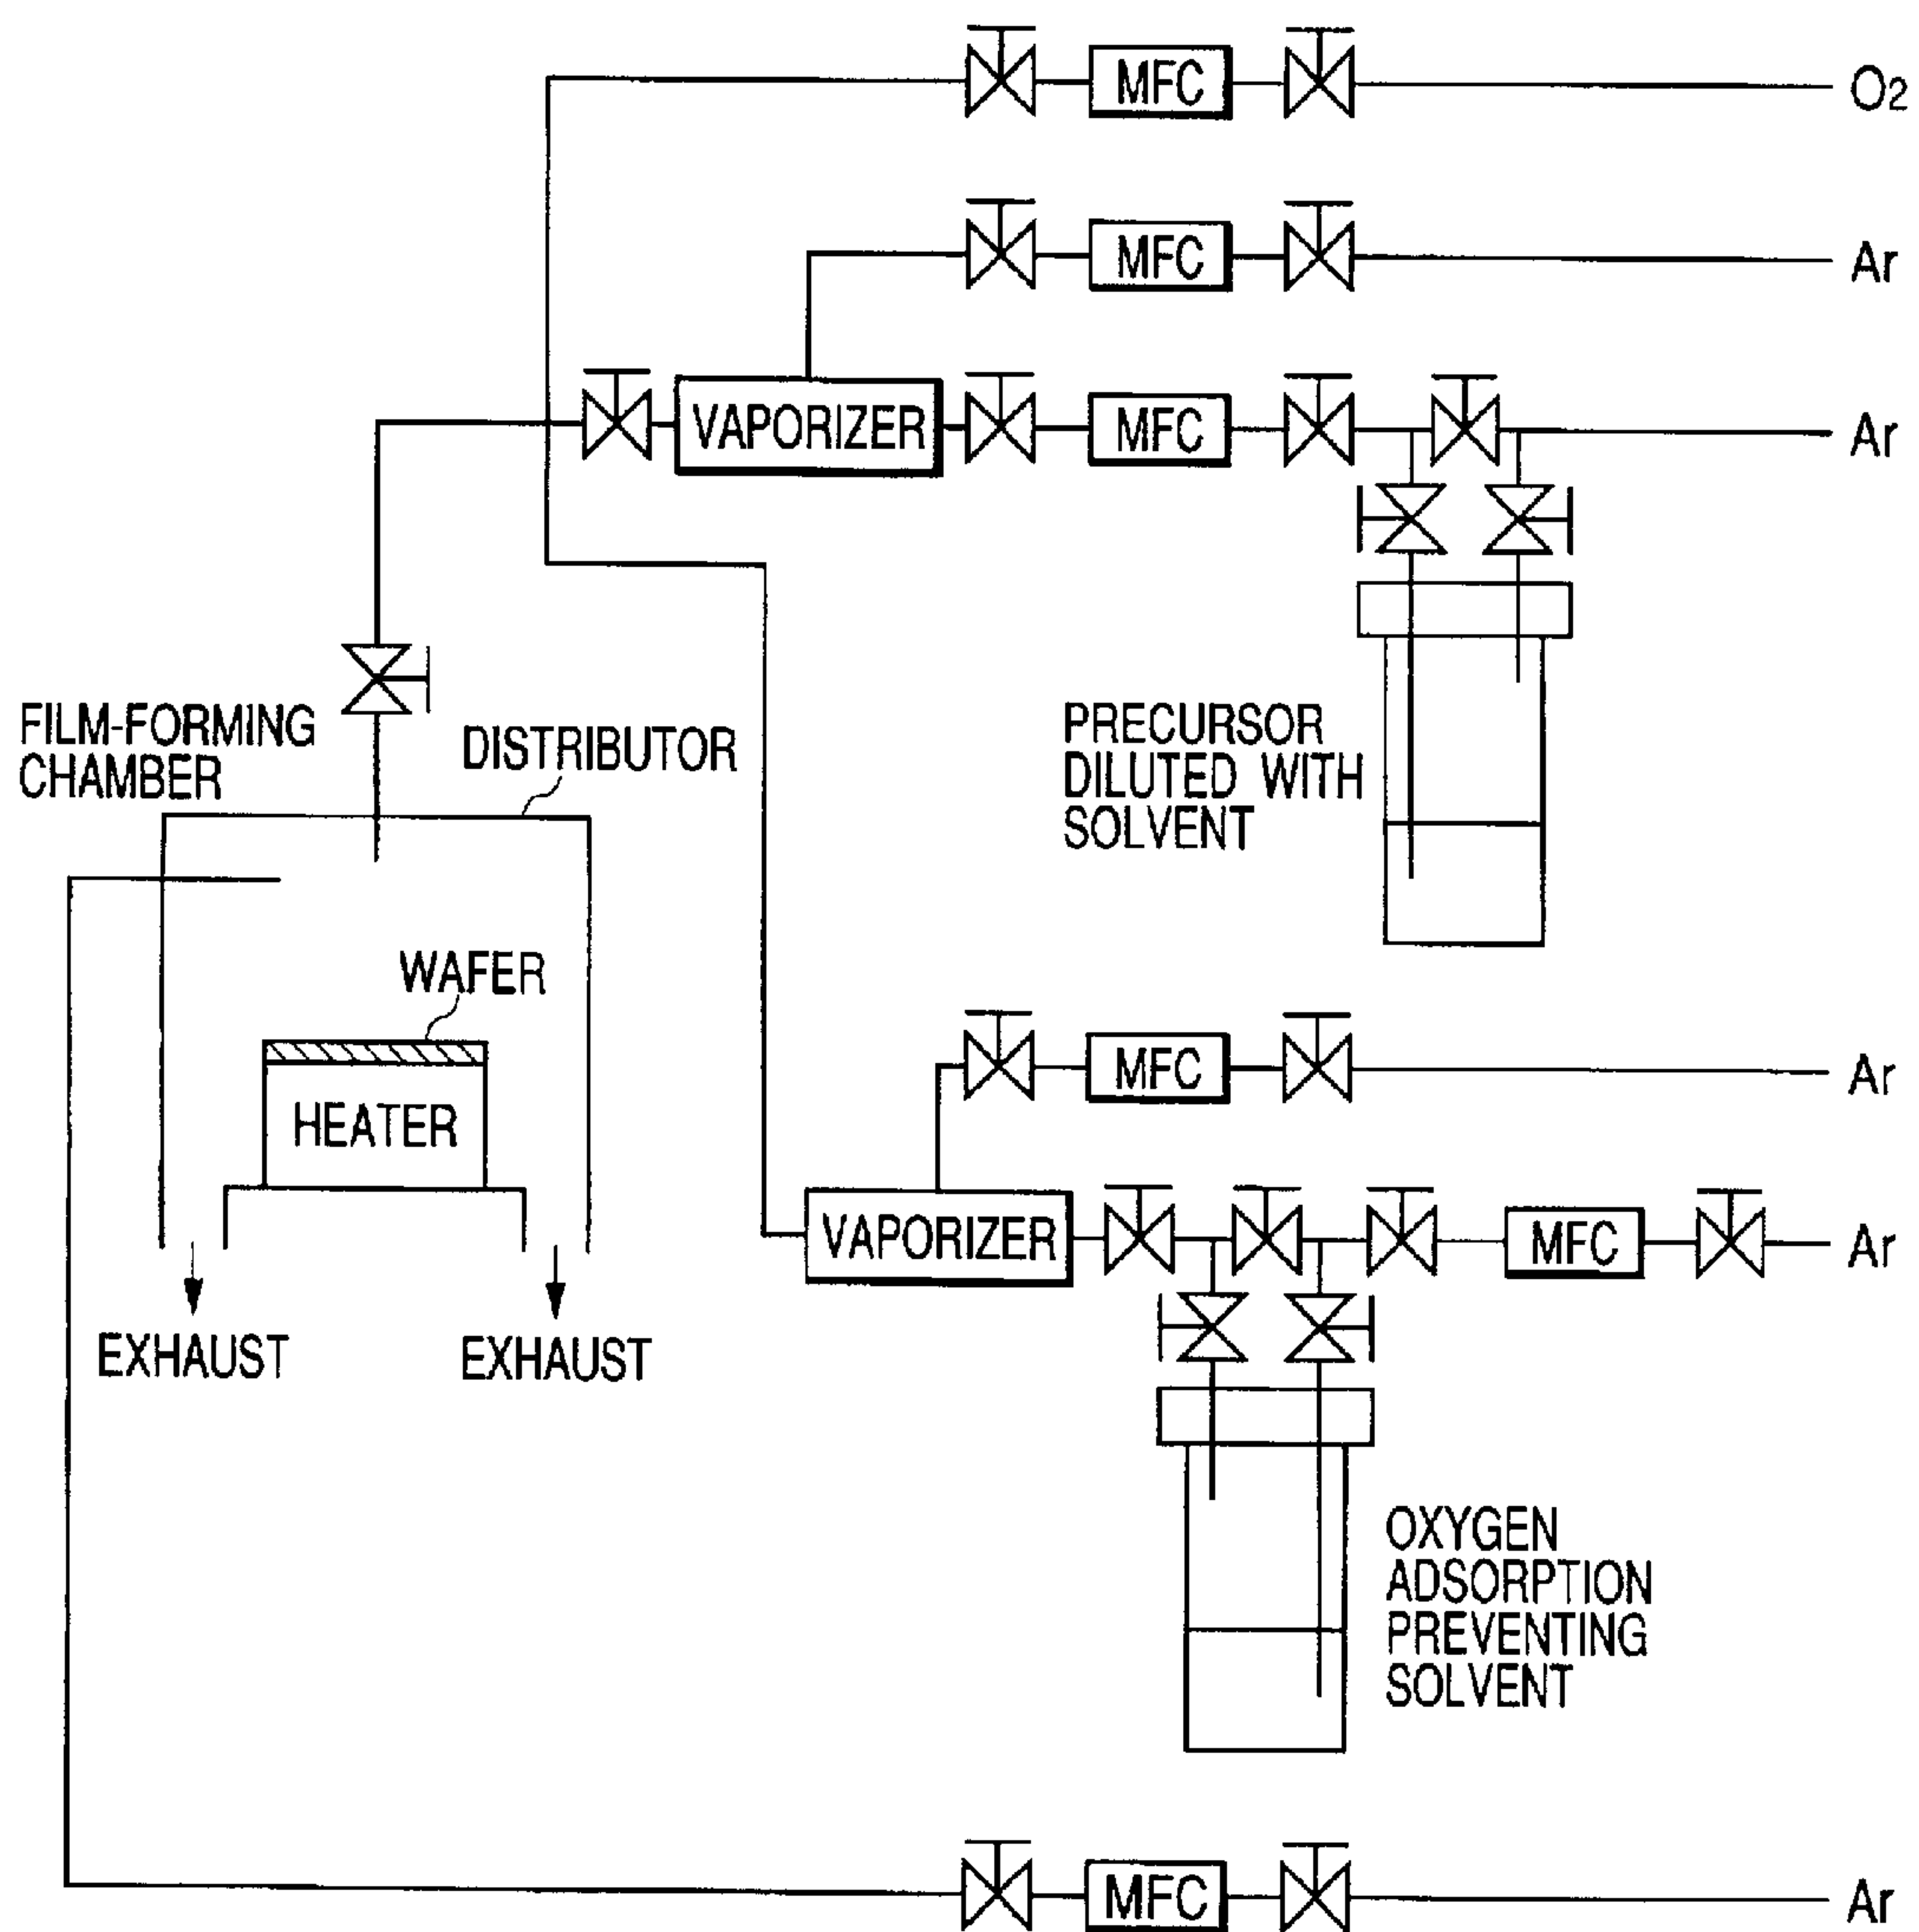 MFC
O2
MFC
Ar
VAPORIZER
MFC
Ar
FILM-FORMING
CHAMBER
DISTRIBUTOR
PRECURSOR
DILUTED WITH
SOLVENT
WAFER
HEATER
MFC
Ar
VAPORIZER
MFC
Ar
EXHAUST
EXHAUST
OXYGEN
ADSORPTION
PREVENTING
SOLVENT
MFC
Ar